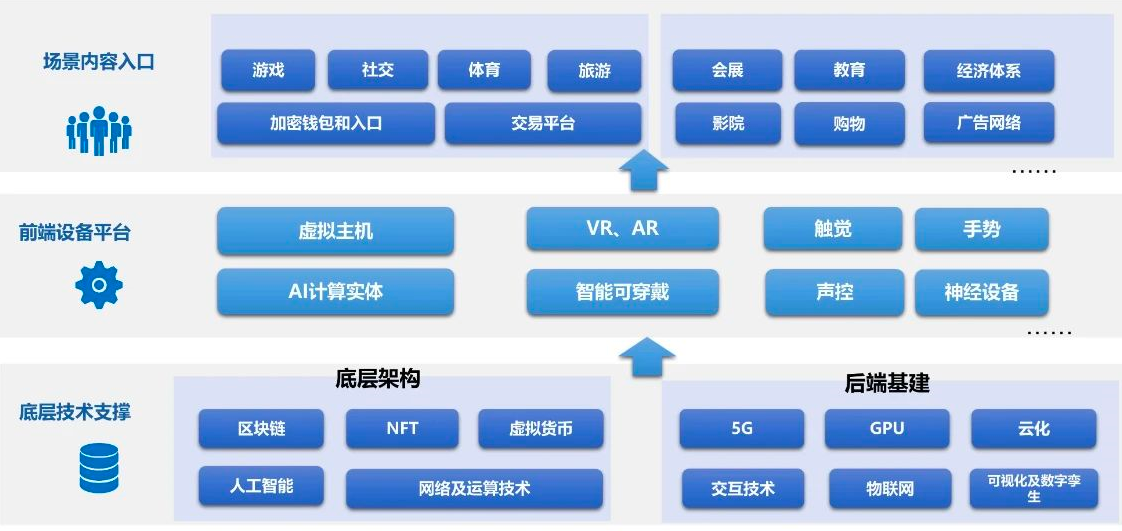 场景内容入口
游戏
社交
体育
旅游
会展
教育
经济体系
加密钱包和入口
交易平台
影院
购物
广告网络
......
前端设备平台
虚拟主机
VR、AR
触觉
手势
AI计算实体
智能可穿戴
声控
神经设备
......
底层架构
后端基建
底层技术支撑
区块链
NFT
虚拟货币
5G
GPU
云化
人工智能
网络及运算技术
交互技术
物联网
可视化及数字孪
生